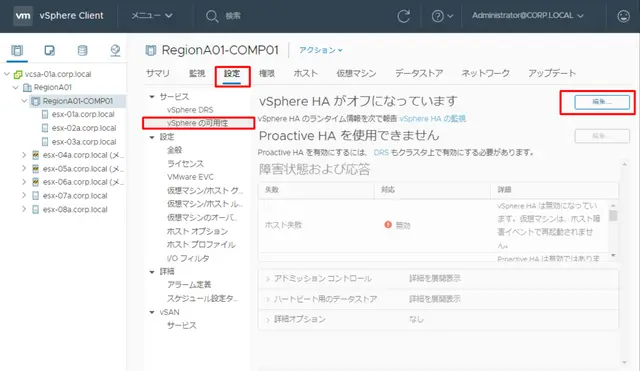 vm vSphere Client メニュー 検索 Administrator@CORP.LOCAL
vcsa-01a.corp.local
RegionA01
RegionA01-COMP01
esx-01a.corp.local
esx-02a.corp.local
esx-03a.corp.local
esx-04a.corp.local (メ...
esx-05a.corp.local (メ...
esx-06a.corp.local (メ...
esx-07a.corp.local
esx-08a.corp.local
RegionA01-COMP01 アクション
サマリ 監視 設定 権限 ホスト 仮想マシン データストア ネットワーク アップデート
サービス
vSphere DRS
vSphere の可用性
設定
全般
ライセンス
VMware EVC
仮想マシン/ホスト グ...
仮想マシン/ホスト ル...
仮想マシンのオーバ...
ホスト オプション
ホスト プロファイル
I/O フィルタ
詳細
アラーム定義
スケジュール設定タ...
vSAN
サービス
vSphere HA がオフになっています 編集...
vSphere HA のランタイム情報を次で報告 vSphere HA の監視
Proactive HA を使用できません 編集...
Proactive HA を有効にするには、DRS もクラスタ上で有効にする必要があります。
障害状態および応答
失敗 対応 詳細
ホスト失敗 無効 vSphere HA は無効になっています。仮想マシンは、ホスト障害イベントで再起動されません。
Proactive HA は無効ではありま
アドミッション コントロール 詳細を展開表示
ハートビート用のデータストア 詳細を展開表示
詳細オプション なし